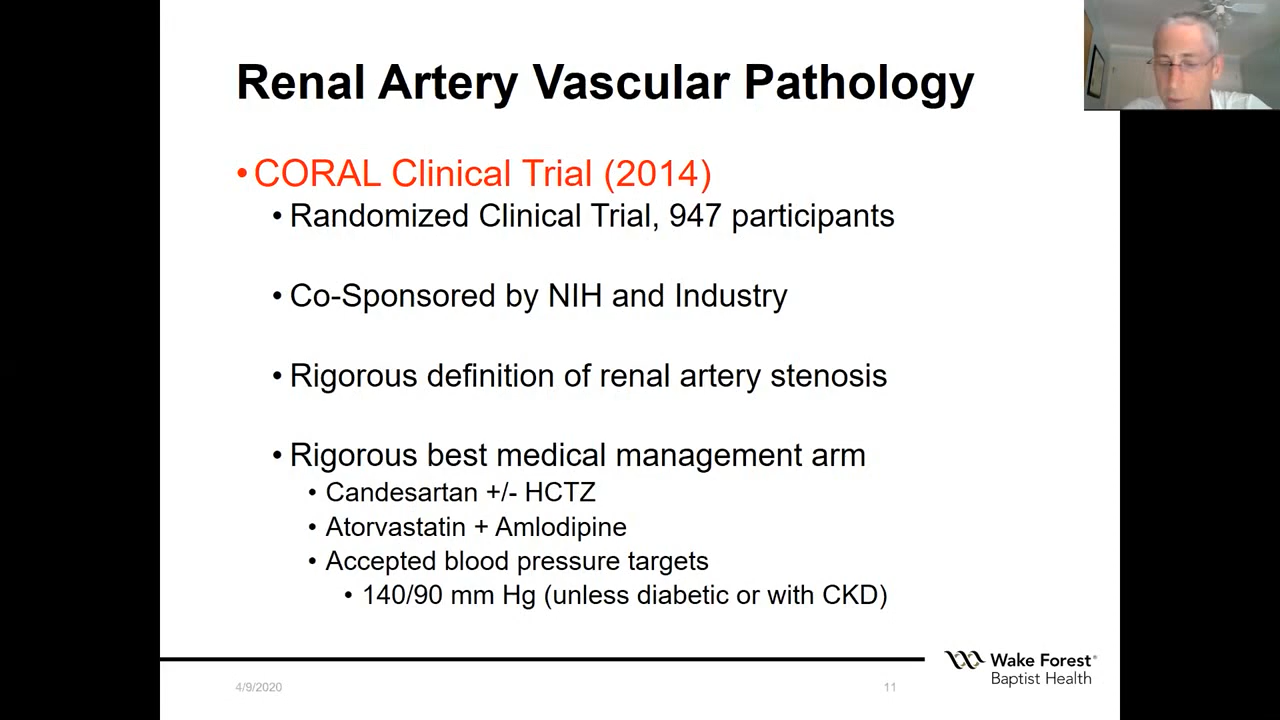 Renal Artery Vascular Pathology
• CORAL Clinical Trial (2014)
• Randomized Clinical Trial, 947 participants
• Co-Sponsored by NIH and Industry
• Rigorous definition of renal artery stenosis
• Rigorous best medical management arm
• Candesartan +/- HCTZ
• Atorvastatin + Amlodipine
• Accepted blood pressure targets
• 140/90 mm Hg (unless diabetic or with CKD)
4/9/2020
11
Wake Forest®
Baptist Health